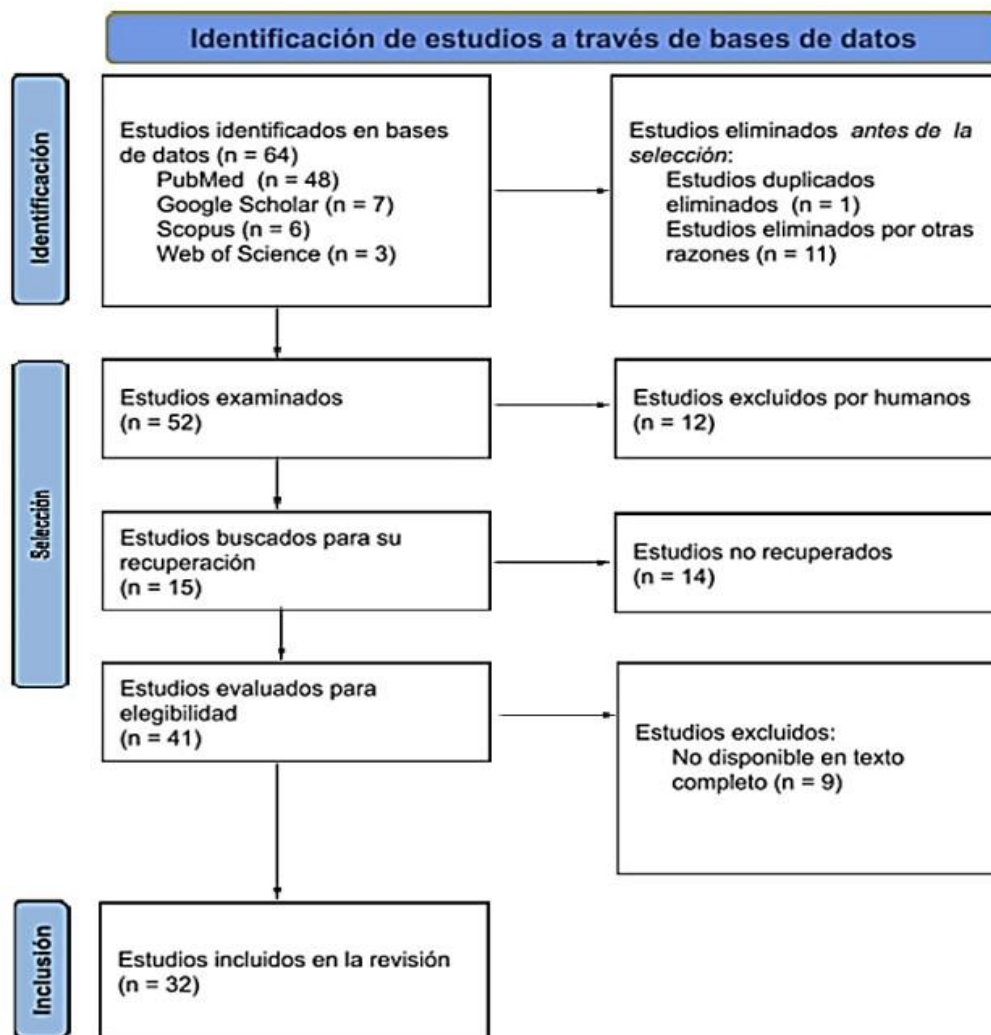 Identificación de estudios a través de bases de datos
Identificación
Estudios identificados en bases
de datos (n = 64)
PubMed (n = 48)
Google Scholar (n = 7)
Scopus (n = 6)
Web of Science (n = 3)
Estudios eliminados antes de la
selección:
Estudios duplicados
eliminados (n = 1)
Estudios eliminados por otras
razones (n = 11)
Selección
Estudios examinados
(n = 52)
Estudios excluidos por humanos
(n = 12)
Estudios buscados para su
recuperación
(n = 15)
Estudios no recuperados
(n = 14)
Estudios evaluados para
elegibilidad
(n = 41)
Estudios excluidos:
No disponible en texto
completo (n = 9)
Inclusión
Estudios incluidos en la revisión
(n = 32)